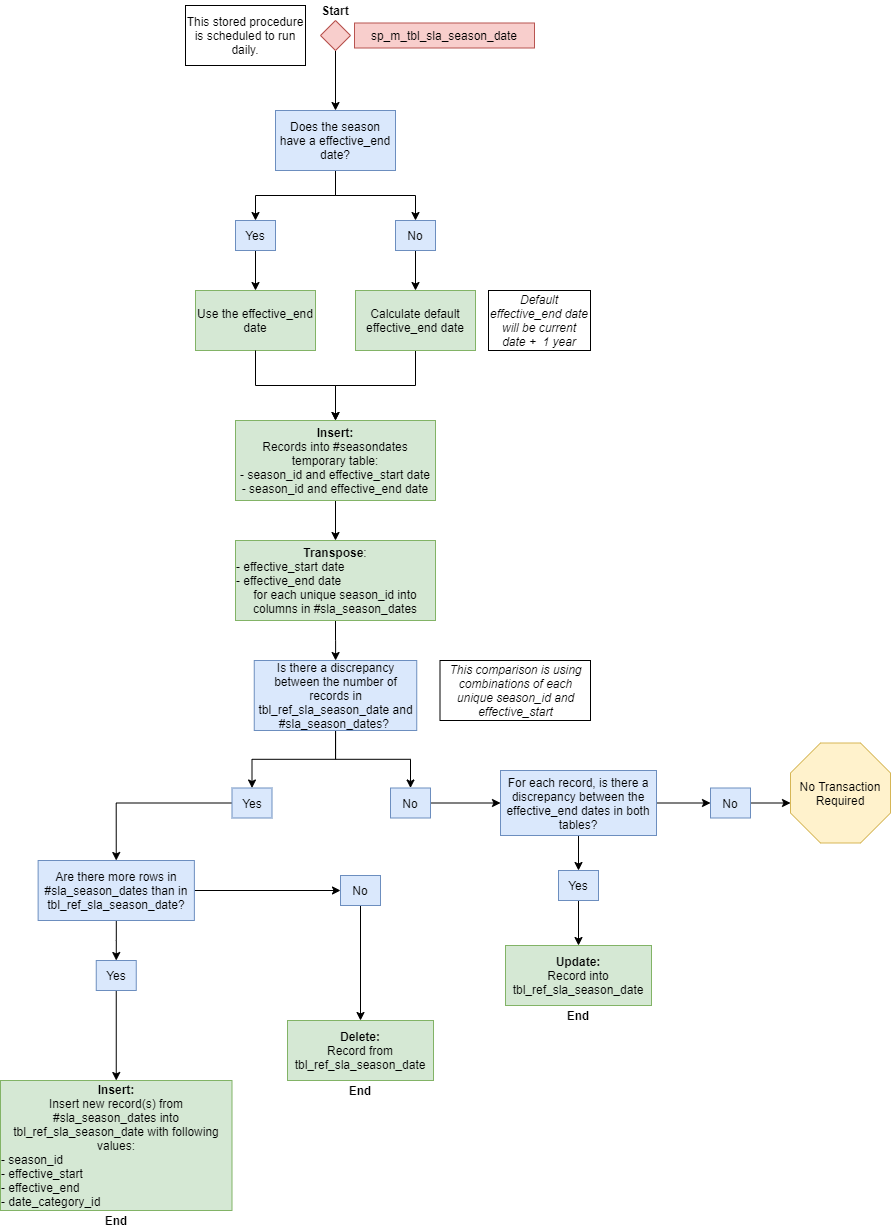 Start
This stored procedure
is scheduled to run
daily.
sp_m_tbl_sla_season_date
Does the season
have a effective_end
date?
Yes
No
Use the effective_end
date
Calculate default
effective_end date
Default
effective_end date
will be current
date + 1 year
Insert:
Records into #seasondates
temporary table:
- season_id and effective_start date
- season_id and effective_end date
Transpose:
- effective_start date
- effective_end date
for each unique season_id into
columns in #sla_season_dates
Is there a discrepancy
between the number of
records in
tbl_ref_sla_season_date and
#sla_season_dates?
This comparison is using
combinations of each
unique season_id and
effective_start
Yes
No
For each record, is there a
discrepancy between the
effective_end dates in both
tables?
No
No Transaction
Required
Are there more rows in
#sla_season_dates than in
tbl_ref_sla_season_date?
No
Yes
Yes
Update:
Record into
tbl_ref_sla_season_date
End
Delete:
Record from
tbl_ref_sla_season_date
End
Insert:
Insert new record(s) from
#sla_season_dates into
tbl_ref_sla_season_date with following
values:
- season_id
- effective_start
- effective_end
- date_category_id
End